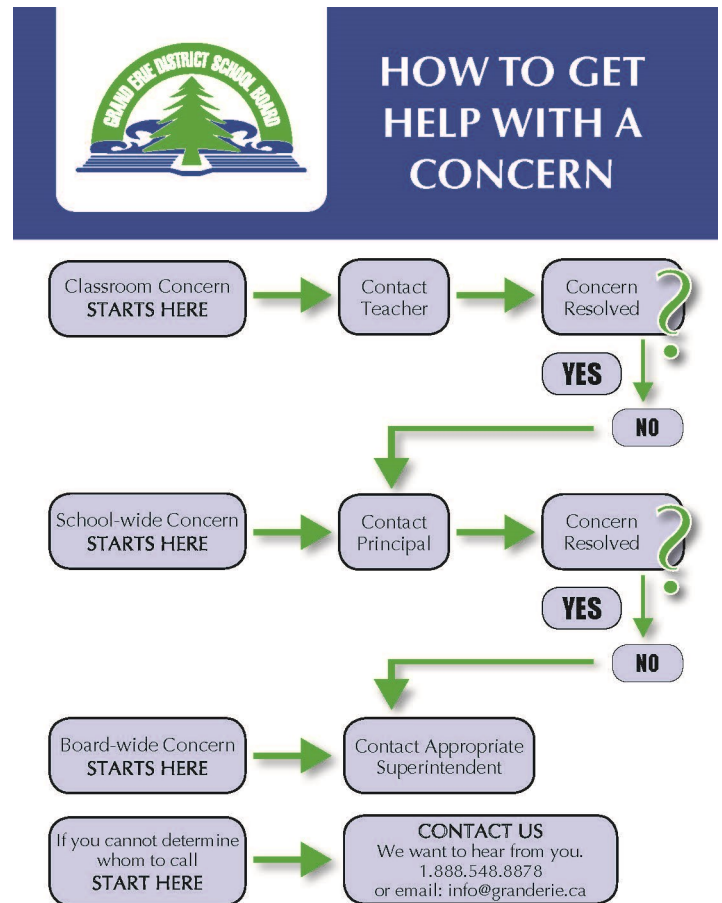 GRAND ERIE DISTRICT SCHOOL BOARD
HOW TO GET
HELP WITH A
CONCERN
Classroom Concern
STARTS HERE
Contact
Teacher
Concern
Resolved
?
YES
NO
School-wide Concern
STARTS HERE
Contact
Principal
Concern
Resolved
?
YES
NO
Board-wide Concern
STARTS HERE
Contact Appropriate
Superintendent
If you cannot determine
whom to call
START HERE
CONTACT US
We want to hear from you.
1.888.548.8878
or email: info@granderie.ca